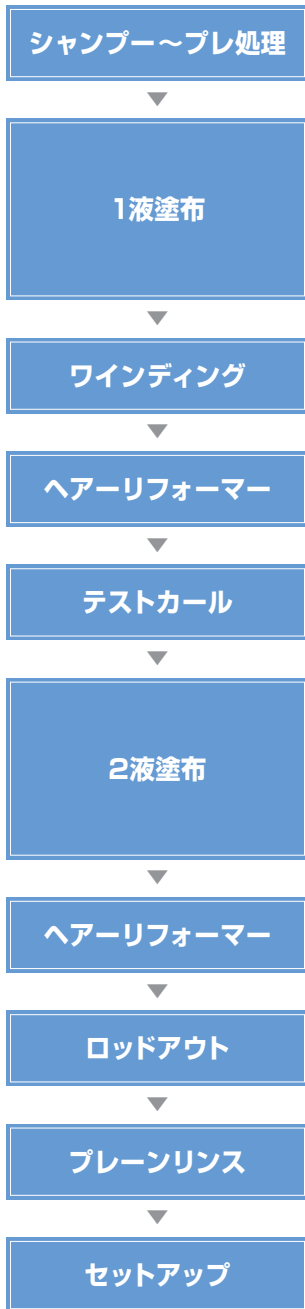 シャンプー～プレ処理
1液塗布
ワインディング
ヘアーリフォーマー
テストカール
2液塗布
ヘアーリフォーマー
ロッドアウト
プレーンリンス
セットアップ